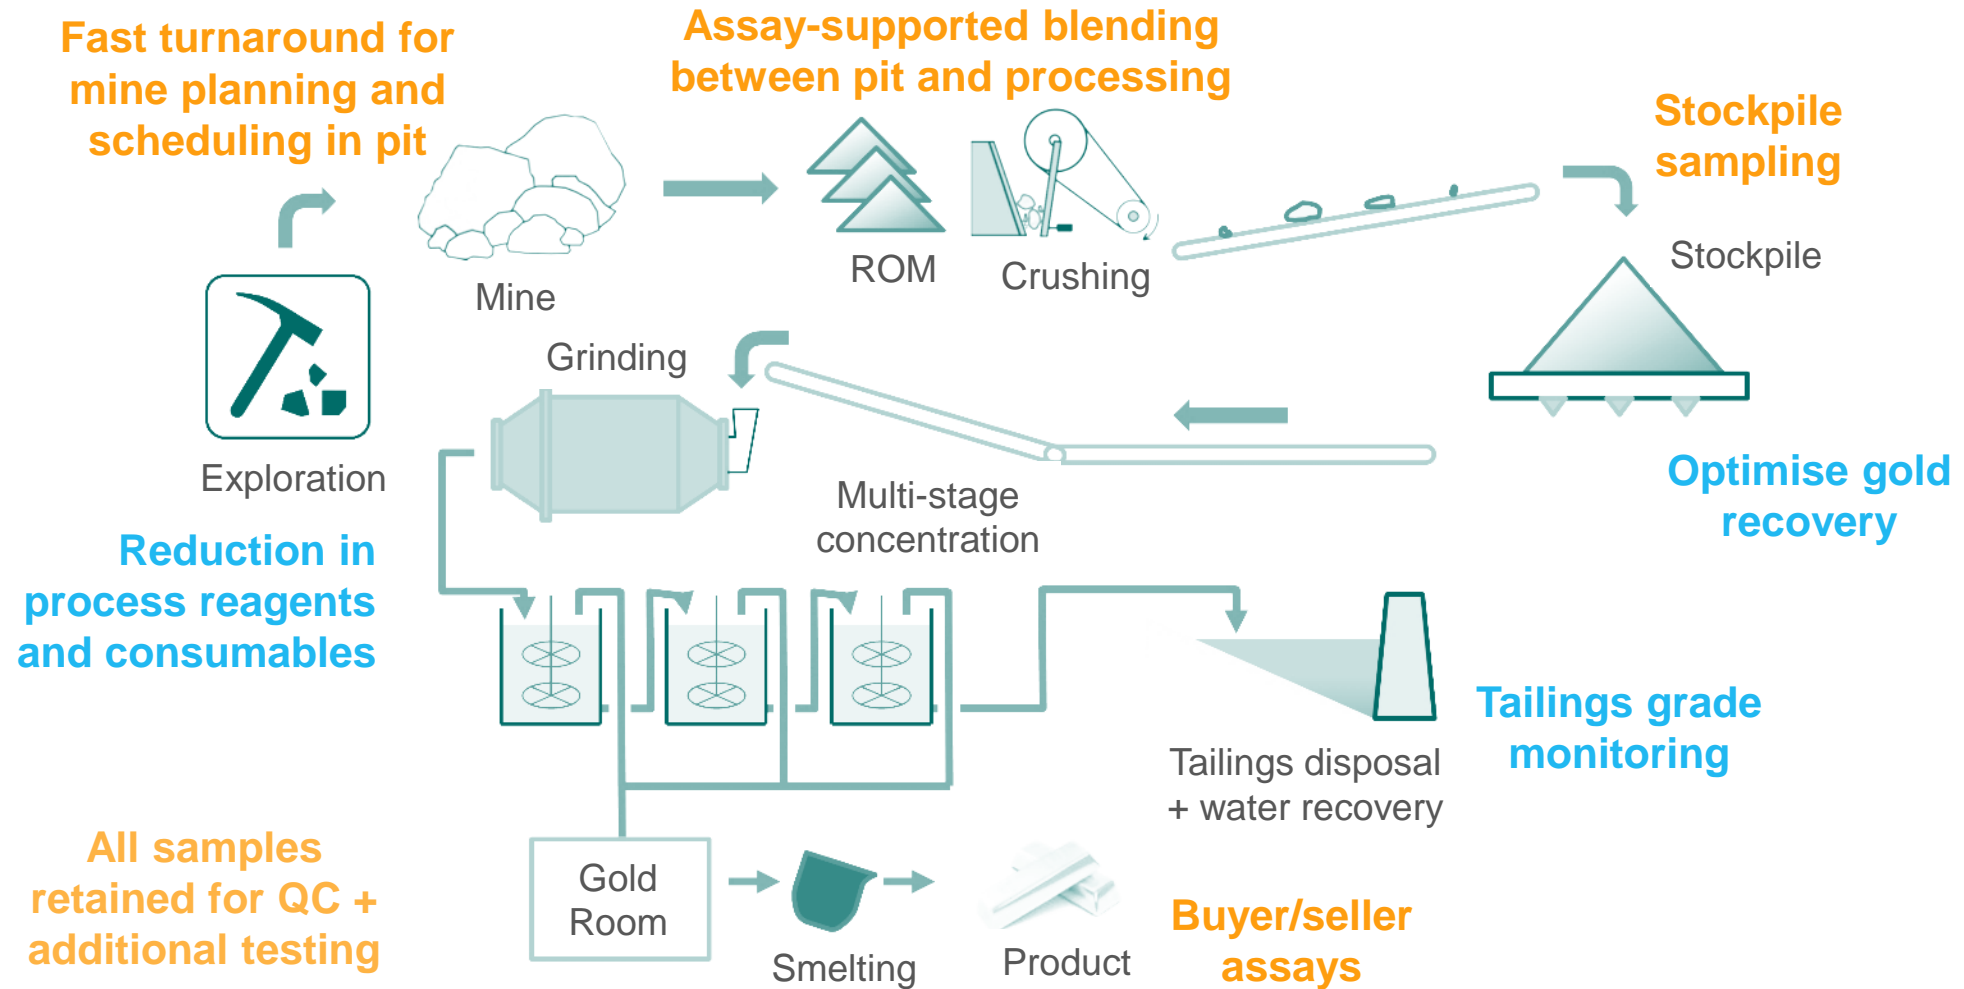 Fast turnaround for
mine planning and
scheduling in pit
Assay-supported blending
between pit and processing
Stockpile
sampling
Mine
ROM
Crushing
Stockpile
Exploration
Grinding
Multi-stage
concentration
Optimise gold
recovery
Reduction in
process reagents
and consumables
Tailings grade
monitoring
Tailings disposal
+ water recovery
All samples
retained for QC +
additional testing
Gold
Room
Smelting
Product
Buyer/seller
assays